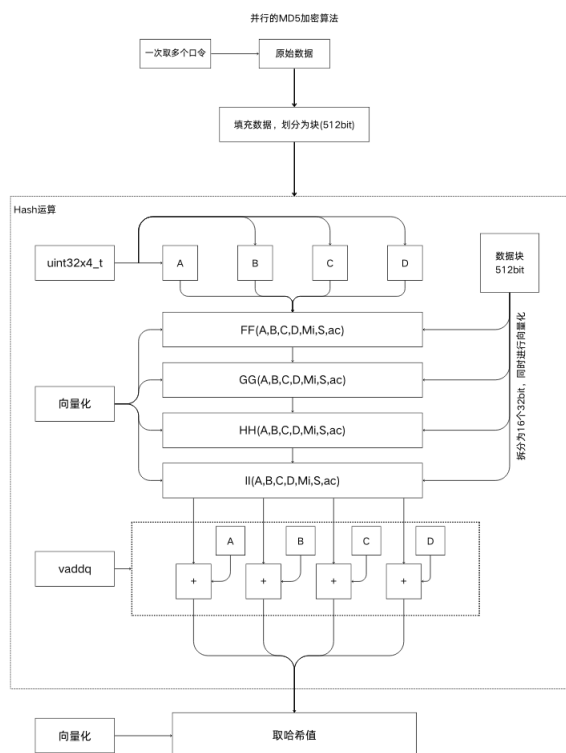 并行的MD5加密算法
一次取多个口令
原始数据
填充数据，划分为块(512bit)
Hash运算
uint32x4_t
A
B
C
D
数据块
512bit
FF(A,B,C,D,Mi,S,ac)
向量化
GG(A,B,C,D,Mi,S,ac)
HH(A,B,C,D,Mi,S,ac)
II(A,B,C,D,Mi,S,ac)
拆分为16个32bit，同时进行向量化
A
B
C
D
vaddq
+
+
+
+
向量化
取哈希值